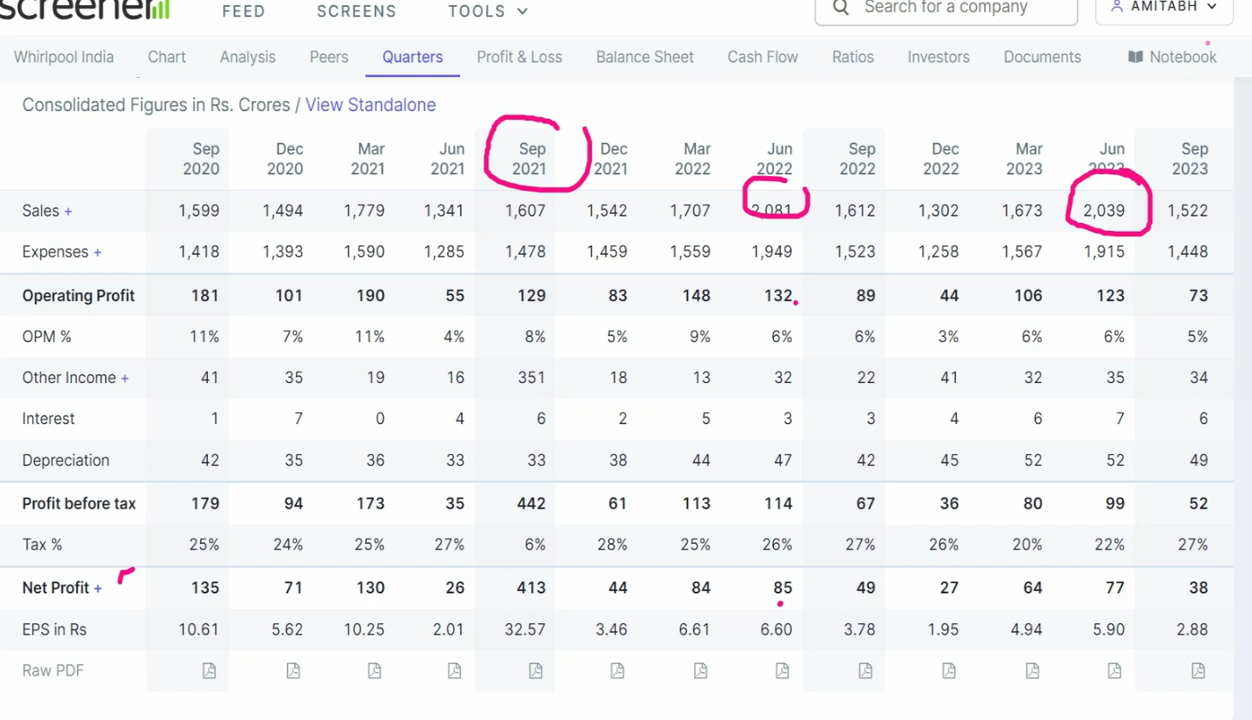 screener
FEED SCREENS TOOLS
Search for a company
AMITABH
Whirlpool India Chart Analysis Peers Quarters Profit & Loss Balance Sheet Cash Flow Ratios Investors Documents Notebook
Consolidated Figures in Rs. Crores / View Standalone
Sep 2020 Dec 2020 Mar 2021 Jun 2021 Sep 2021 Dec 2021 Mar 2022 Jun 2022 Sep 2022 Dec 2022 Mar 2023 Jun 2023 Sep 2023
Sales + 1,599 1,494 1,779 1,341 1,607 1,542 1,707 2,081 1,612 1,302 1,673 2,039 1,522
Expenses + 1,418 1,393 1,590 1,285 1,478 1,459 1,559 1,949 1,523 1,258 1,567 1,915 1,448
Operating Profit 181 101 190 55 129 83 148 132 89 44 106 123 73
OPM % 11% 7% 11% 4% 8% 5% 9% 6% 6% 3% 6% 6% 5%
Other Income + 41 35 19 16 351 18 13 32 22 41 32 35 34
Interest 1 7 0 4 6 2 5 3 3 4 6 7 6
Depreciation 42 35 36 33 33 38 44 47 42 45 52 52 49
Profit before tax 179 94 173 35 442 61 113 114 67 36 80 99 52
Tax % 25% 24% 25% 27% 6% 28% 25% 26% 27% 26% 20% 22% 27%
Net Profit + 135 71 130 26 413 44 84 85 49 27 64 77 38
EPS in Rs 10.61 5.62 10.25 2.01 32.57 3.46 6.61 6.60 3.78 1.95 4.94 5.90 2.88
Raw PDF